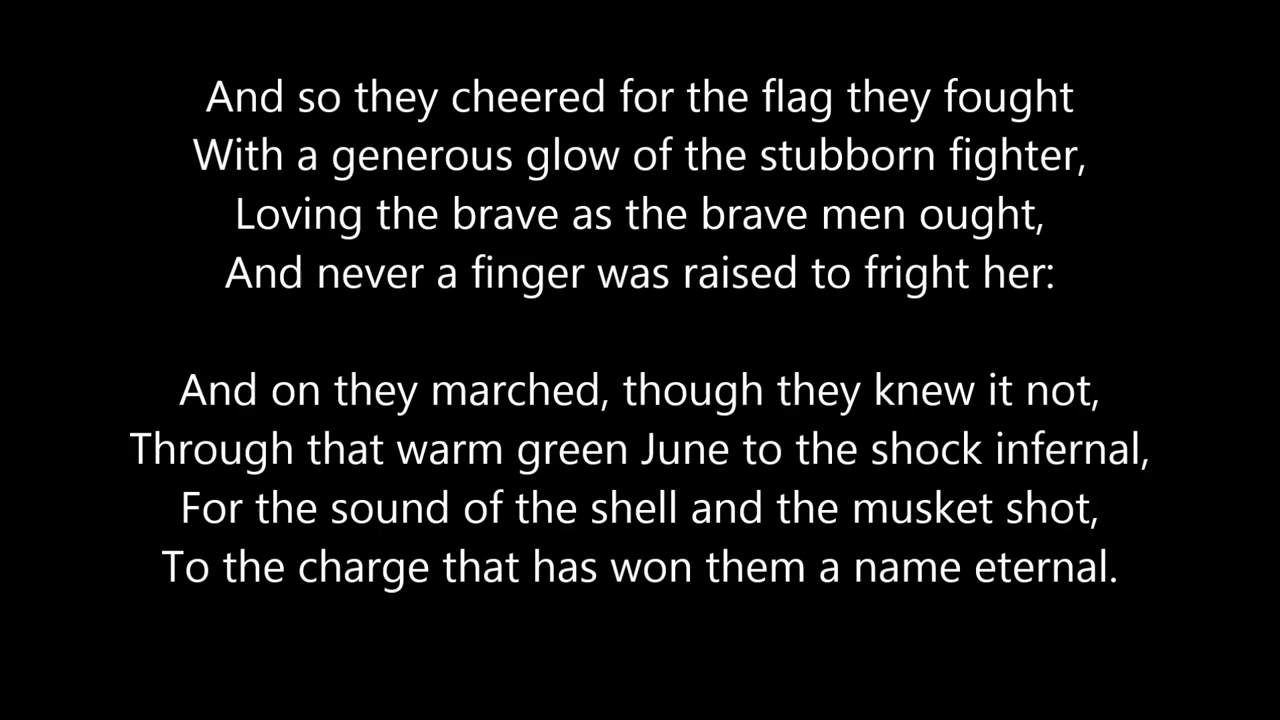 And so they cheered for the flag they fought
With a generous glow of the stubborn fighter,
Loving the brave as the brave men ought,
And never a finger was raised to fright her:
And on they marched, though they knew it not,
Through that warm green June to the shock infernal,
For the sound of the shell and the musket shot,
To the charge that has won them a name eternal.